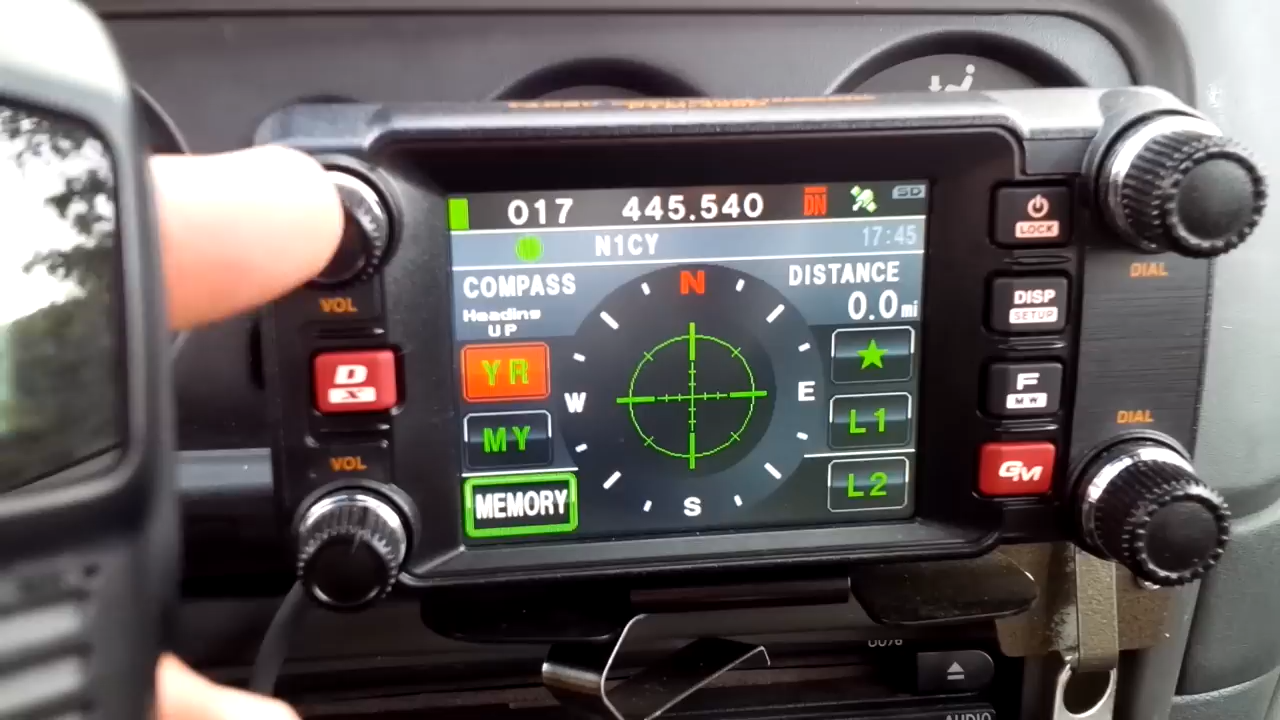 017 445.540 DN SD
N1CY 17:45
COMPASS
Heading
UP
DISTANCE
0.0mi
N
W
E
S
YR
MY
MEMORY
★
L1
L2
VOL
D
X
VOL
LOCK
DISP
SETUP
F
MW
GM
DIAL
DIAL
AUDIO